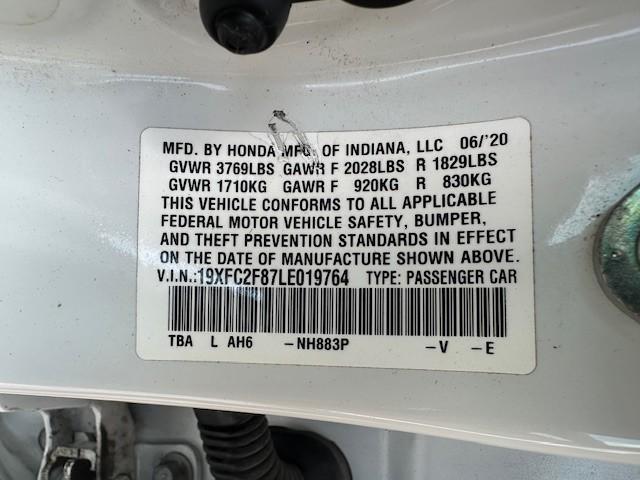 MFD. BY HONDA MFG. OF INDIANA, LLC 06/'20
GVWR 3769LBS GAWR F 2028LBS R 1829LBS
GVWR 1710KG GAWR F 920KG R 830KG
THIS VEHICLE CONFORMS TO ALL APPLICABLE
FEDERAL MOTOR VEHICLE SAFETY, BUMPER,
AND THEFT PREVENTION STANDARDS IN EFFECT
ON THE DATE OF MANUFACTURE SHOWN ABOVE.
V.I.N.:19XFC2F87LE019764 TYPE: PASSENGER CAR
TBA L AH6 -NH883P -V -E